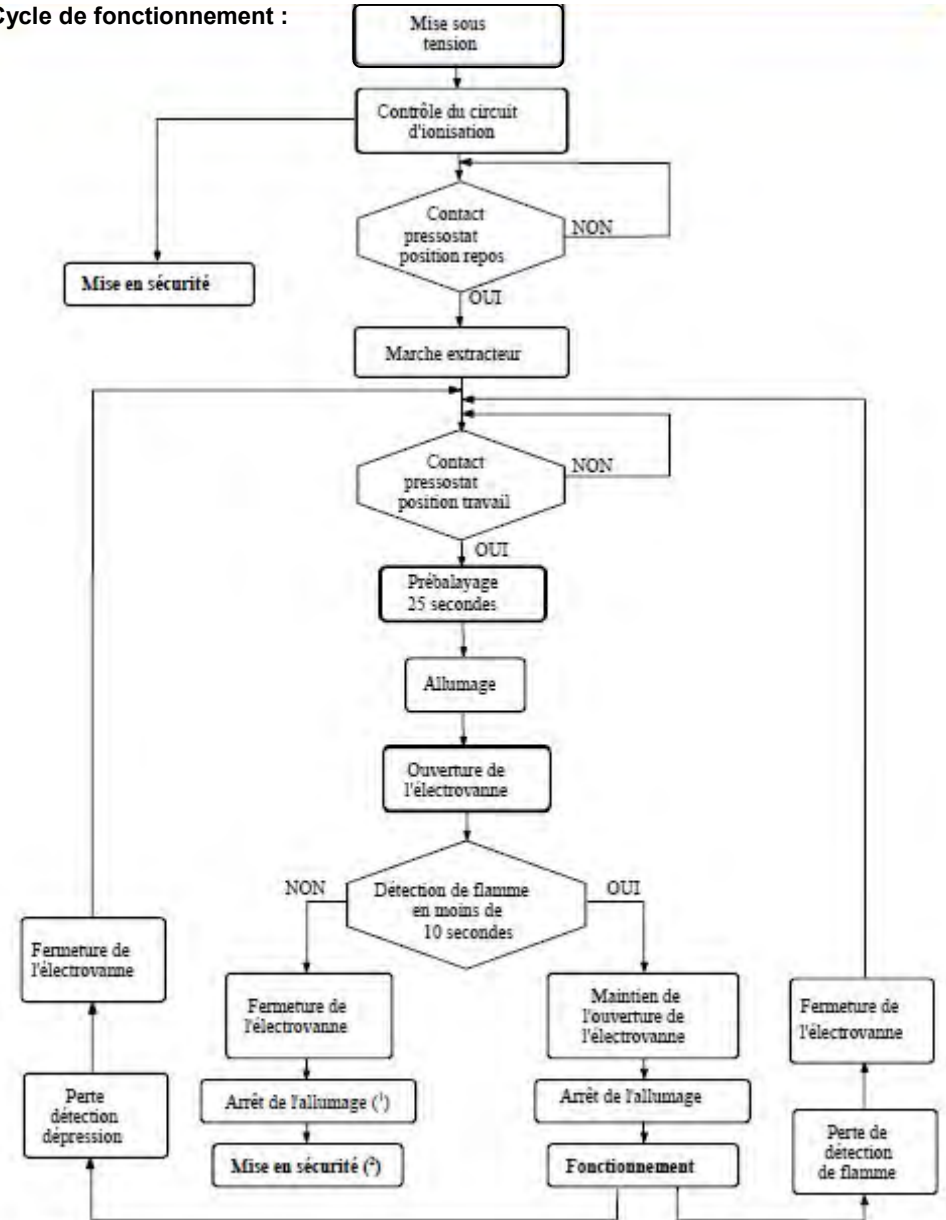 Cycle de fonctionnement :
Mise sous
tension
Contrôle du circuit
d'ionisation
Contact
pressostat
position repos
NON
Mise en sécurité
OUI
Marche extracteur
Contact
pressostat
position travail
NON
OUI
Prébalayage
25 secondes
Allumage
Ouverture de
l'électrovanne
NON
Détection de flamme
en moins de
10 secondes
OUI
Fermeture de
l'électrovanne
Fermeture de
l'électrovanne
Maintien de
l'ouverture de
l'électrovanne
Fermeture de
l'électrovanne
Perte
détection
dépression
Arrêt de l'allumage (¹)
Arrêt de l'allumage
Perte de
détection
de flamme
Mise en sécurité (²)
Fonctionnement